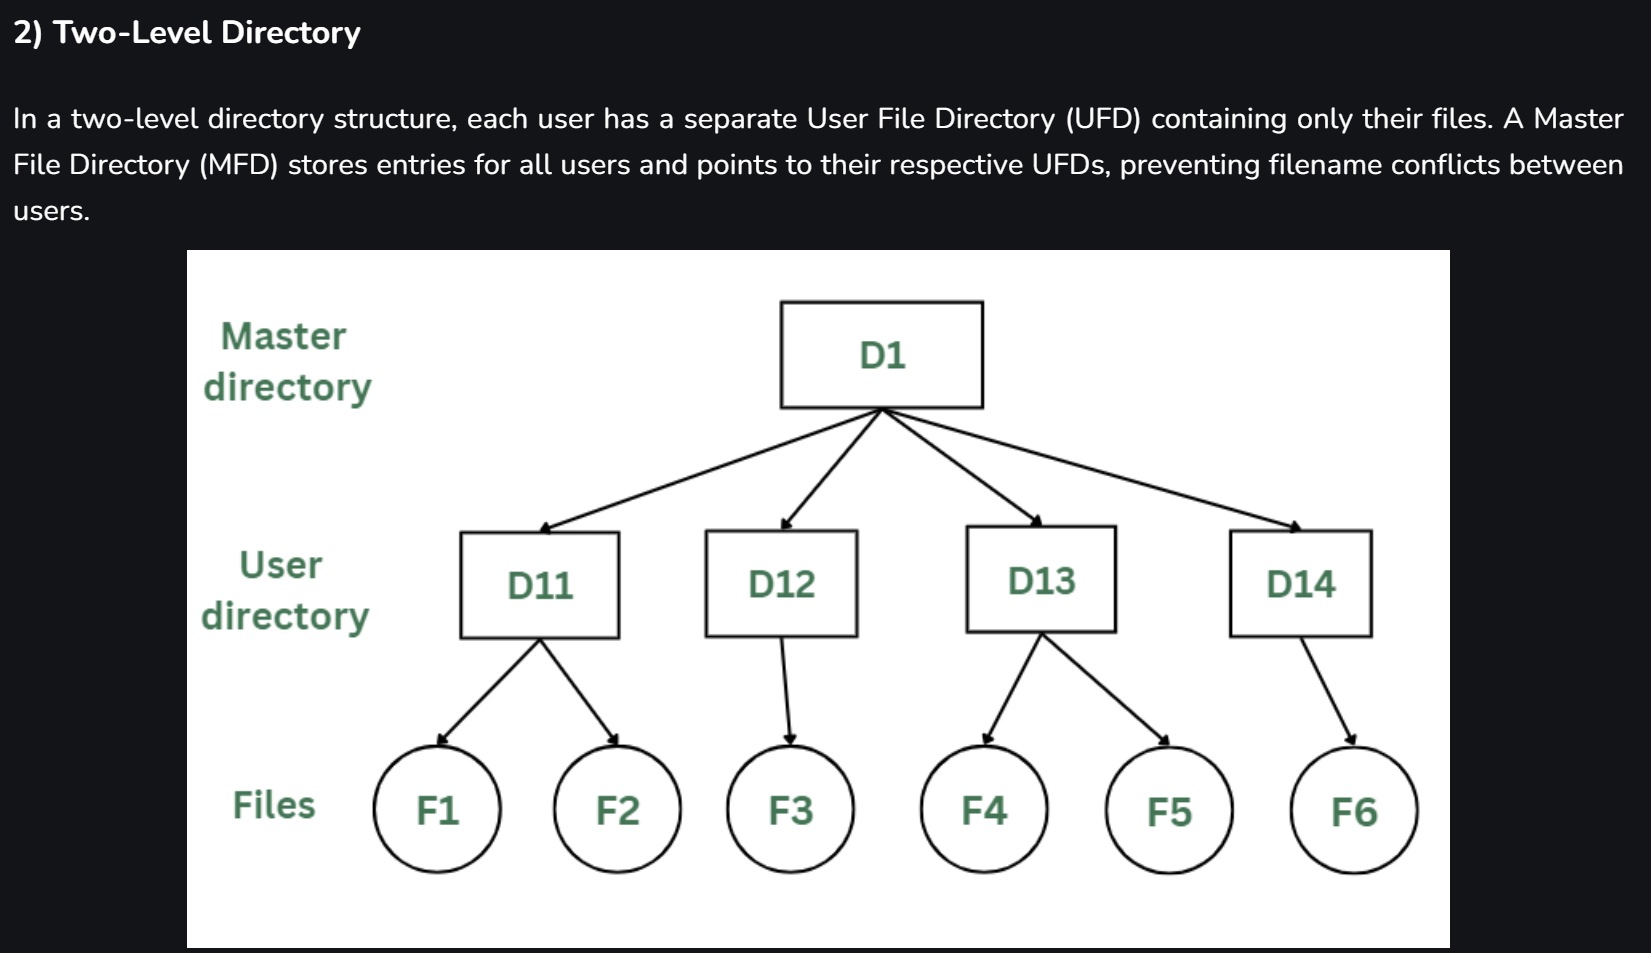 2) Two-Level Directory
In a two-level directory structure, each user has a separate User File Directory (UFD) containing only their files. A Master
File Directory (MFD) stores entries for all users and points to their respective UFDs, preventing filename conflicts between
users.
Master
directory
D1
User
directory
D11
D12
D13
D14
Files
F1
F2
F3
F4
F5
F6